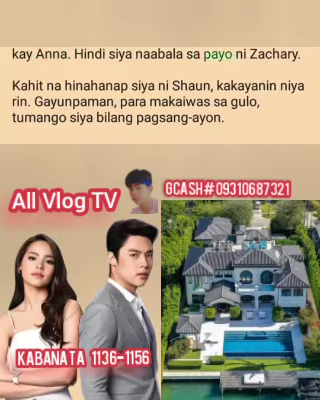 kay Anna. Hindi siya naabala sa payo ni Zachary.
Kahit na hinahanap siya ni Shaun, kakayanin niya
rin. Gayunpaman, para makaiwas sa gulo,
tumango siya bilang pagsang-ayon.
All Vlog TV
GCASH#09310687321
KABANATA 1136-1156